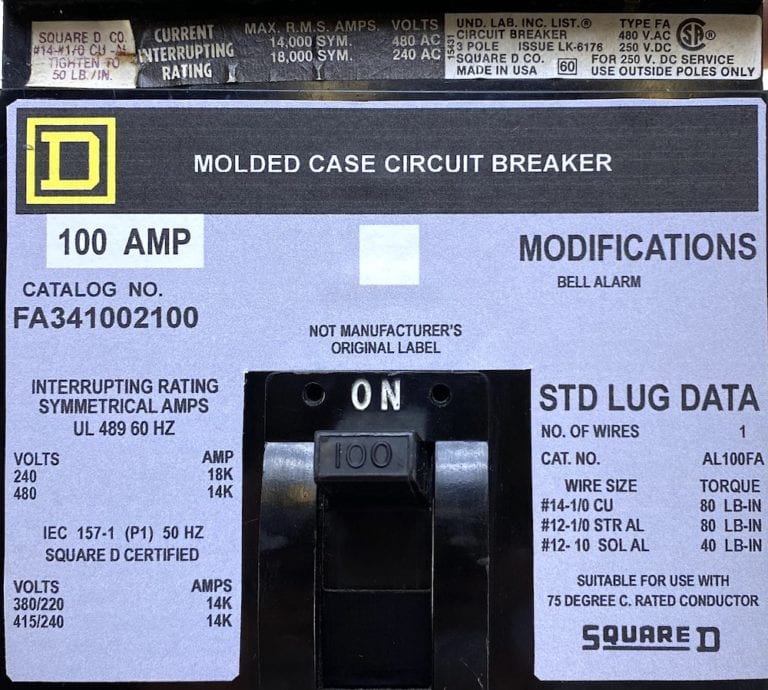 SQUARE D. CO.
#14-#1/0 CU -AL
TIGHTEN TO
50 LB./IN.
CURRENT
INTERRUPTING
RATING
MAX. R.M.S. AMPS. VOLTS
14,000 SYM. 480 AC
18,000 SYM. 240 AC
15431
UND. LAB. INC. LIST.® TYPE FA
CIRCUIT BREAKER 480 V.AC
3 POLE ISSUE LK-6176 250 V.DC
SQUARE D CO. 60 FOR 250 V. DC SERVICE
MADE IN USA USE OUTSIDE POLES ONLY
SA ®
D
MOLDED CASE CIRCUIT BREAKER
100 AMP
CATALOG NO.
FA341002100
NOT MANUFACTURER'S
ORIGINAL LABEL
MODIFICATIONS
BELL ALARM
INTERRUPTING RATING
SYMMETRICAL AMPS
UL 489 60 HZ
VOLTS AMP
240 18K
480 14K
IEC 157-1 (P1) 50 HZ
SQUARE D CERTIFIED
VOLTS AMPS
380/220 14K
415/240 14K
ON
100
STD LUG DATA
NO. OF WIRES 1
CAT. NO. AL100FA
WIRE SIZE TORQUE
#14-1/0 CU 80 LB-IN
#12-1/0 STR AL 80 LB-IN
#12- 10 SOL AL 40 LB-IN
SUITABLE FOR USE WITH
75 DEGREE C. RATED CONDUCTOR
SQUARE D